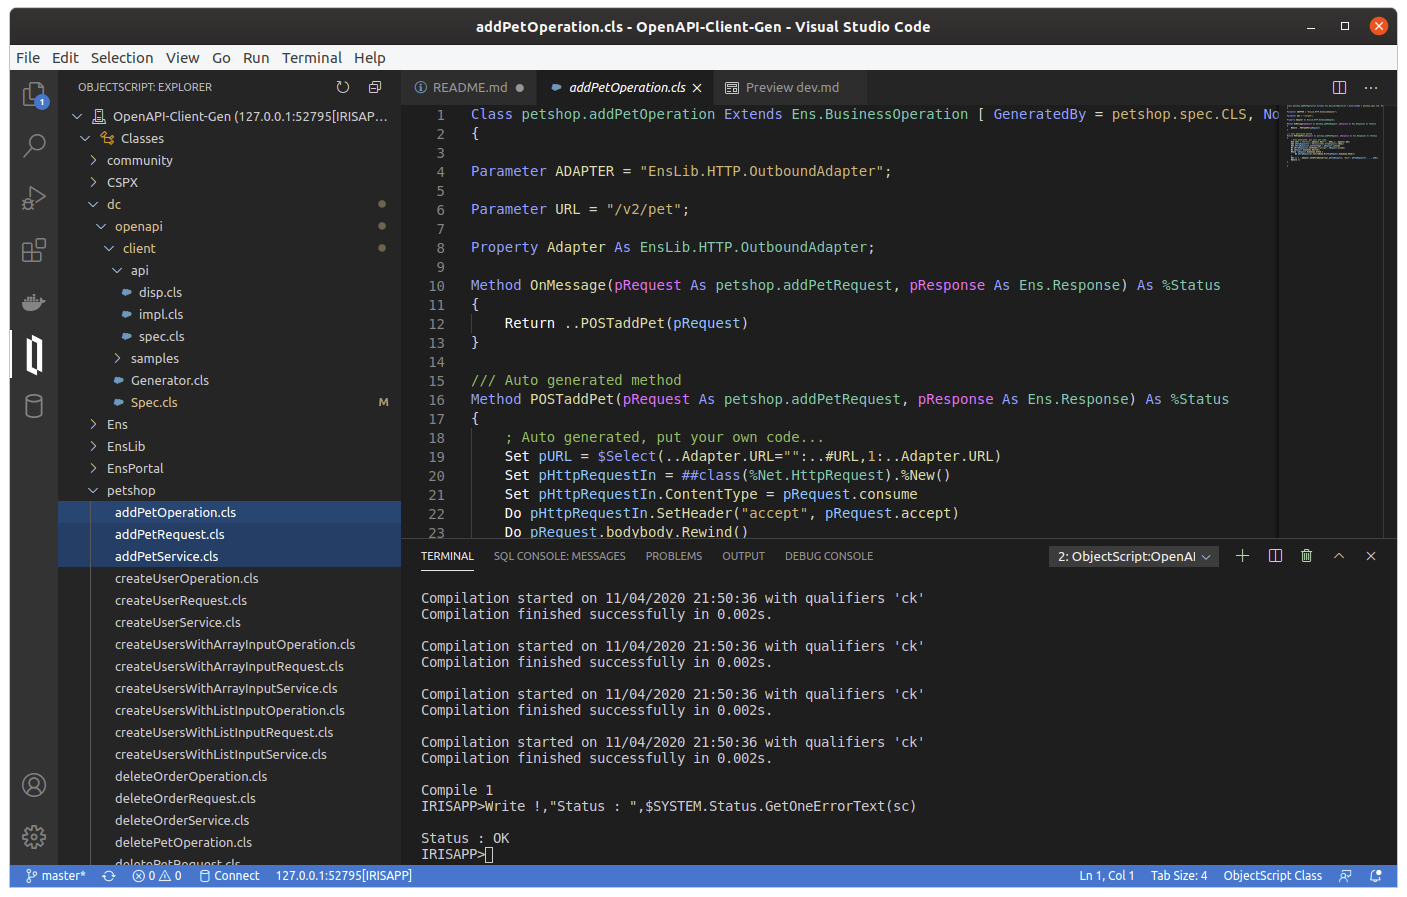 addPetOperation.cls - OpenAPI-Client-Gen - Visual Studio Code
File Edit Selection View Go Run Terminal Help
1
OBJECTSCRIPT: EXPLORER
OpenAPI-Client-Gen (127.0.0.1:52795[IRISAP...
Classes
community
CSPX
dc
openapi
client
api
disp.cls
impl.cls
spec.cls
samples
Generator.cls
Spec.cls M
Ens
EnsLib
EnsPortal
petshop
addPetOperation.cls
addPetRequest.cls
addPetService.cls
createUserOperation.cls
createUserRequest.cls
createUserService.cls
createUsersWithArrayInputOperation.cls
createUsersWithArrayInputRequest.cls
createUsersWithArrayInputService.cls
createUsersWithListInputOperation.cls
createUsersWithListInputRequest.cls
createUsersWithListInputService.cls
deleteOrderOperation.cls
deleteOrderRequest.cls
deleteOrderService.cls
deletePetOperation.cls
deletePetRequest.cls
README.md addPetOperation.cls Preview dev.md
1 Class petshop.addPetOperation Extends Ens.BusinessOperation [ GeneratedBy = petshop.spec.CLS, No
2 {
3
4 Parameter ADAPTER = "EnsLib.HTTP.OutboundAdapter";
5
6 Parameter URL = "/v2/pet";
7
8 Property Adapter As EnsLib.HTTP.OutboundAdapter;
9
10 Method OnMessage(pRequest As petshop.addPetRequest, pResponse As Ens.Response) As %Status
11 {
12 Return ..POSTaddPet(pRequest)
13 }
14
15 /// Auto generated method
16 Method POSTaddPet(pRequest As petshop.addPetRequest, pResponse As Ens.Response) As %Status
17 {
18 ; Auto generated, put your own code...
19 Set pURL = $Select(..Adapter.URL="":..#URL,1:..Adapter.URL)
20 Set pHttpRequestIn = ##class(%Net.HttpRequest).%New()
21 Set pHttpRequestIn.ContentType = pRequest.consume
22 Do pHttpRequestIn.SetHeader("accept", pRequest.accept)
23 Do pRequest.bodybody.Rewind()
TERMINAL SQL CONSOLE: MESSAGES PROBLEMS OUTPUT DEBUG CONSOLE 2: ObjectScript:OpenAI
Compilation started on 11/04/2020 21:50:36 with qualifiers 'ck'
Compilation finished successfully in 0.002s.
Compilation started on 11/04/2020 21:50:36 with qualifiers 'ck'
Compilation finished successfully in 0.002s.
Compilation started on 11/04/2020 21:50:36 with qualifiers 'ck'
Compilation finished successfully in 0.002s.
Compilation started on 11/04/2020 21:50:36 with qualifiers 'ck'
Compilation finished successfully in 0.002s.
Compile 1
IRISAPP>Write !,"Status : ",$SYSTEM.Status.GetOneErrorText(sc)
Status : OK
IRISAPP>
master* 0 0 Connect 127.0.0.1:52795[IRISAPP] Ln 1, Col 1 Tab Size: 4 ObjectScript Class